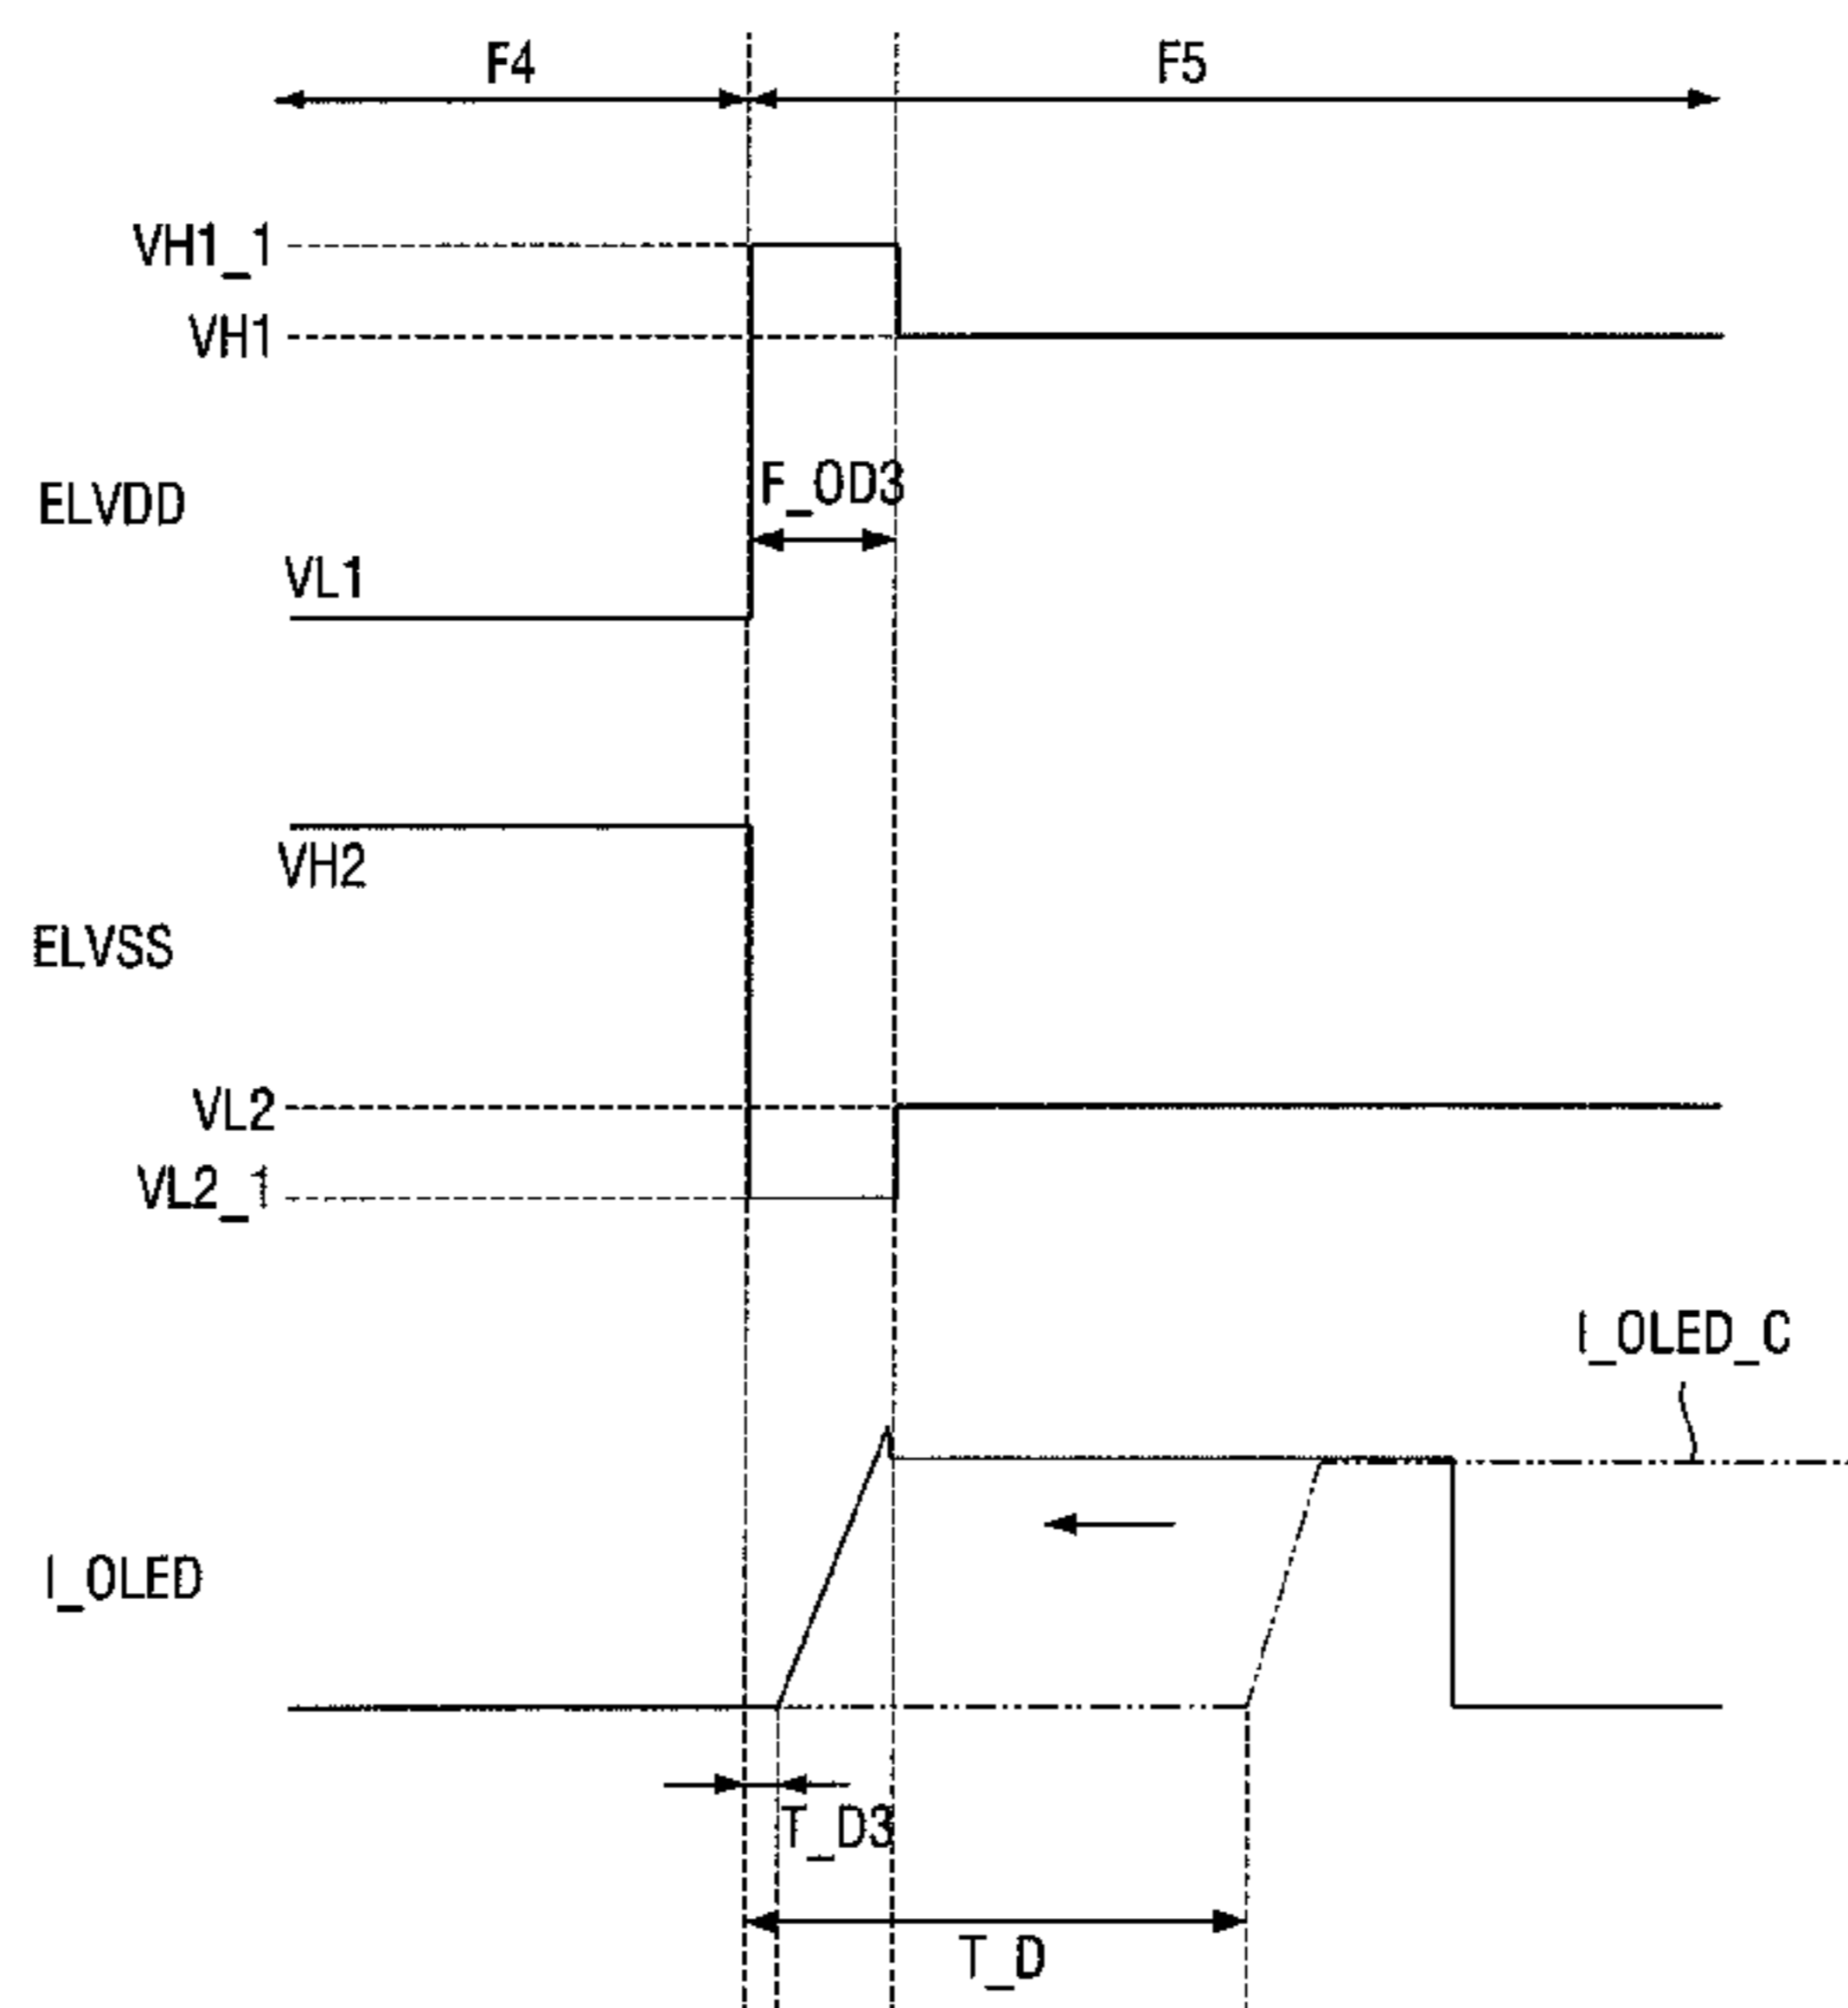 F4
F5
VH1_1
VH1
F_OD3
ELVDD
VL1
VH2
ELVSS
VL2
VL2_1
I_OLED_C
I_OLED
T_D3
T_D